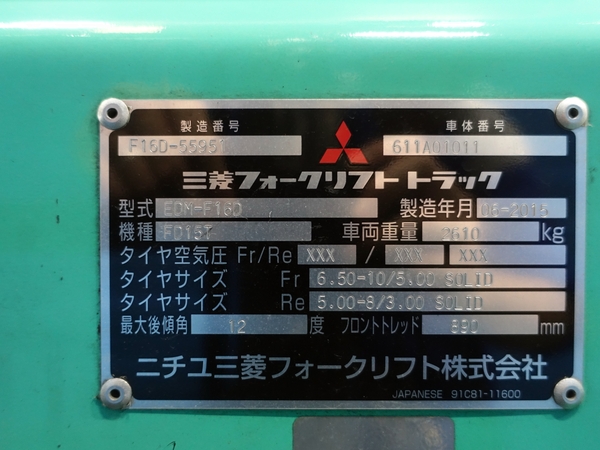 製造番号 車体番号
F16D-55951 611A01011
三菱フォークリフトトラック
型式 EDM-F16D 製造年月 08-2015
機種 FD15T 車両重量 2610 kg
タイヤ空気圧 Fr/Re XXX / XXX XXX
タイヤサイズ Fr 6.50-10/5.00 SOLID
タイヤサイズ Re 5.00-8/3.00 SOLID
最大後傾角 12 度 フロントトレッド 890 mm
ニチユ三菱フォークリフト株式会社
JAPANESE 91C81-11600